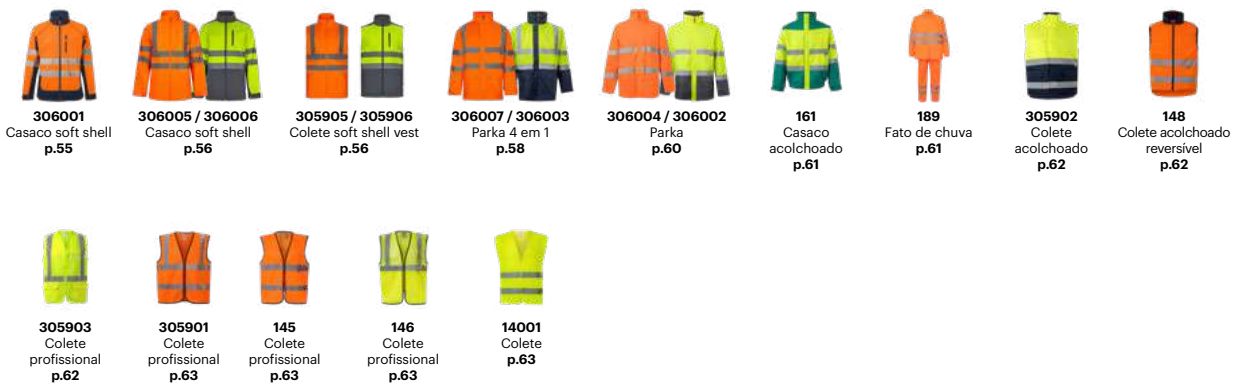 306001
Casaco soft shell
p.55
306005 / 306006
Casaco soft shell
p.56
305905 / 305906
Colete soft shell vest
p.56
306007 / 306003
Parka 4 em 1
p.58
306004 / 306002
Parka
p.60
161
Casaco
acolchoado
p.61
189
Fato de chuva
p.61
305902
Colete
acolchoado
p.62
148
Colete acolchoado
reversível
p.62
305903
Colete
profissional
p.62
305901
Colete
profissional
p.63
145
Colete
profissional
p.63
146
Colete
profissional
p.63
14001
Colete
p.63